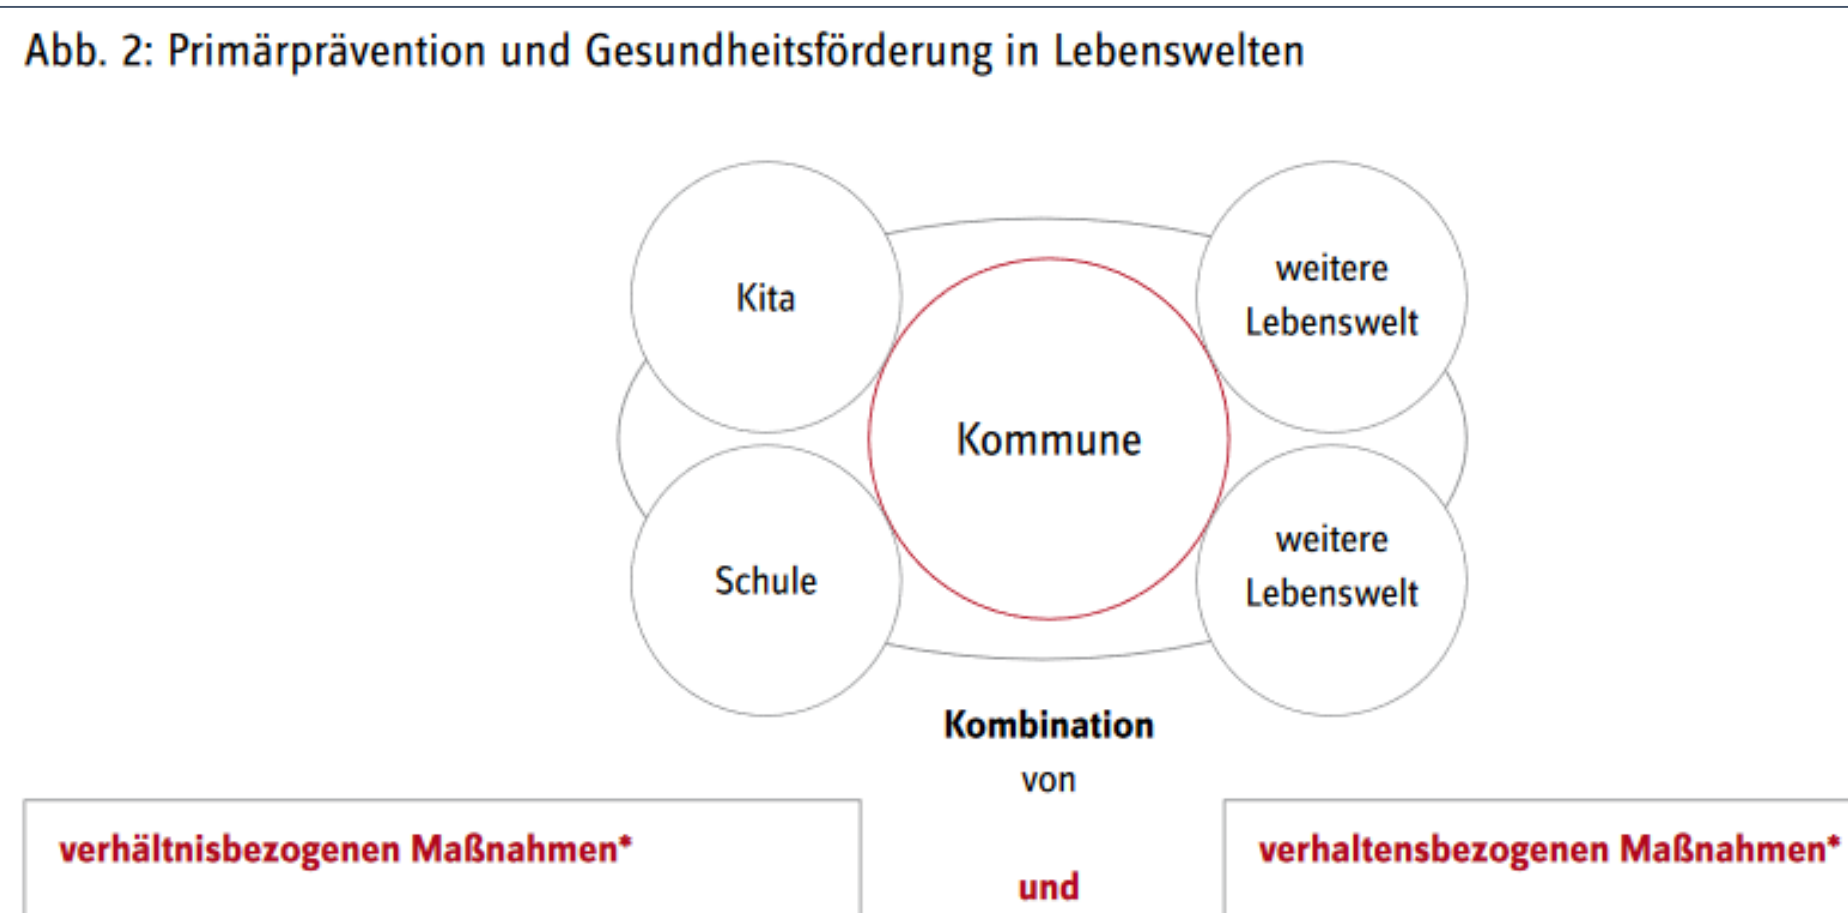 Abb. 2: Primärprävention und Gesundheitsförderung in Lebenswelten
Kita
weitere
Lebenswelt
Kommune
Schule
weitere
Lebenswelt
Kombination
von
verhältnisbezogenen Maßnahmen*
und
verhaltensbezogenen Maßnahmen*